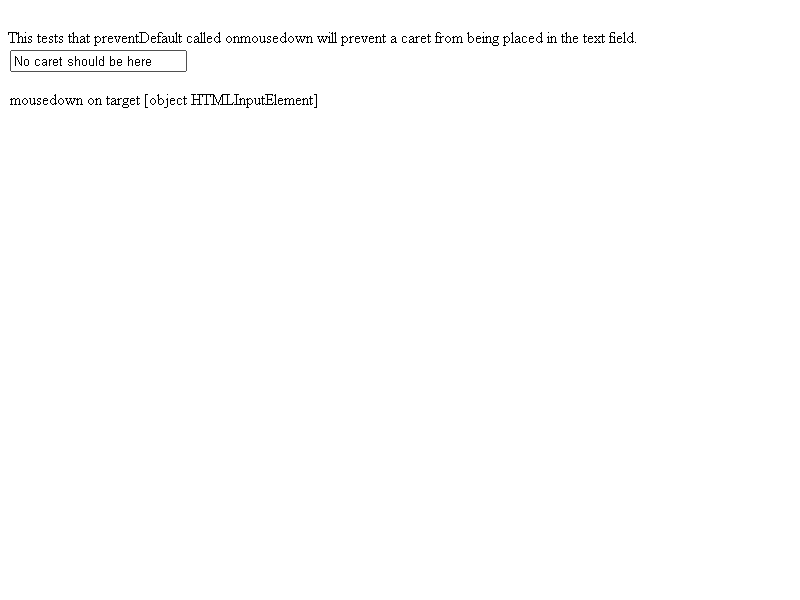 This tests that preventDefault called onmousedown will prevent a caret from being placed in the text field.
No caret should be here
mousedown on target [object HTMLInputElement]